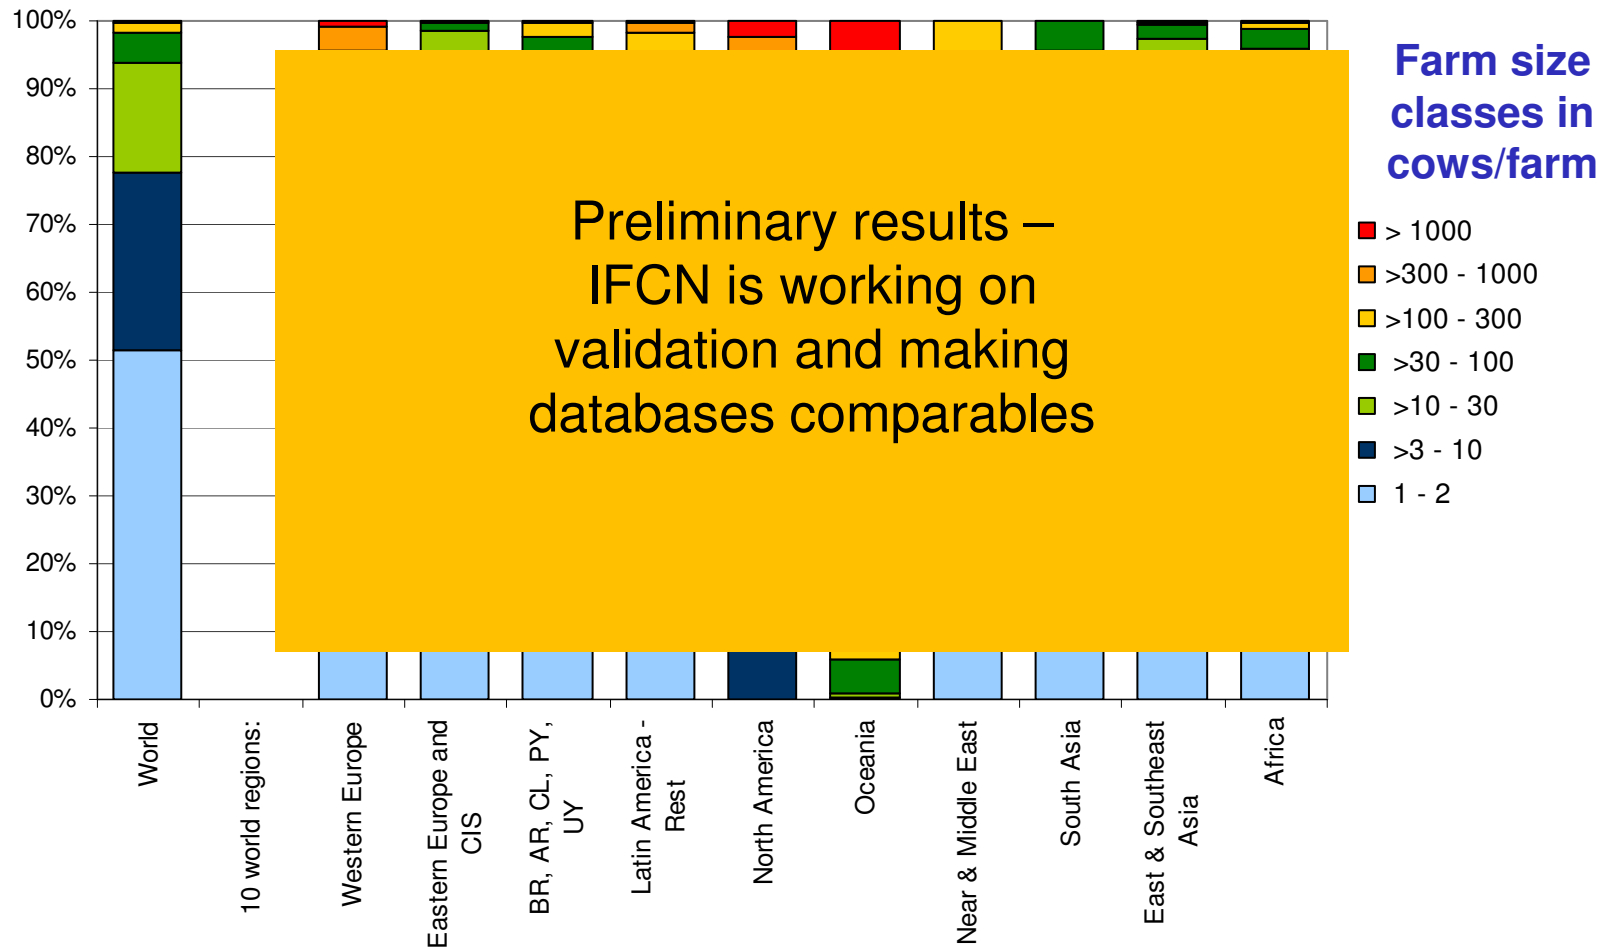 100%
90%
80%
70%
60%
50%
40%
30%
20%
10%
0%
Preliminary results –
IFCN is working on
validation and making
databases comparables
Farm size
classes in
cows/farm
> 1000
>300 - 1000
>100 - 300
>30 - 100
>10 - 30
>3 - 10
1 - 2
World
10 world regions:
Western Europe
Eastern Europe and
CIS
BR, AR, CL, PY,
UY
Latin America -
Rest
North America
Oceania
Near & Middle East
South Asia
East & Southeast
Asia
Africa